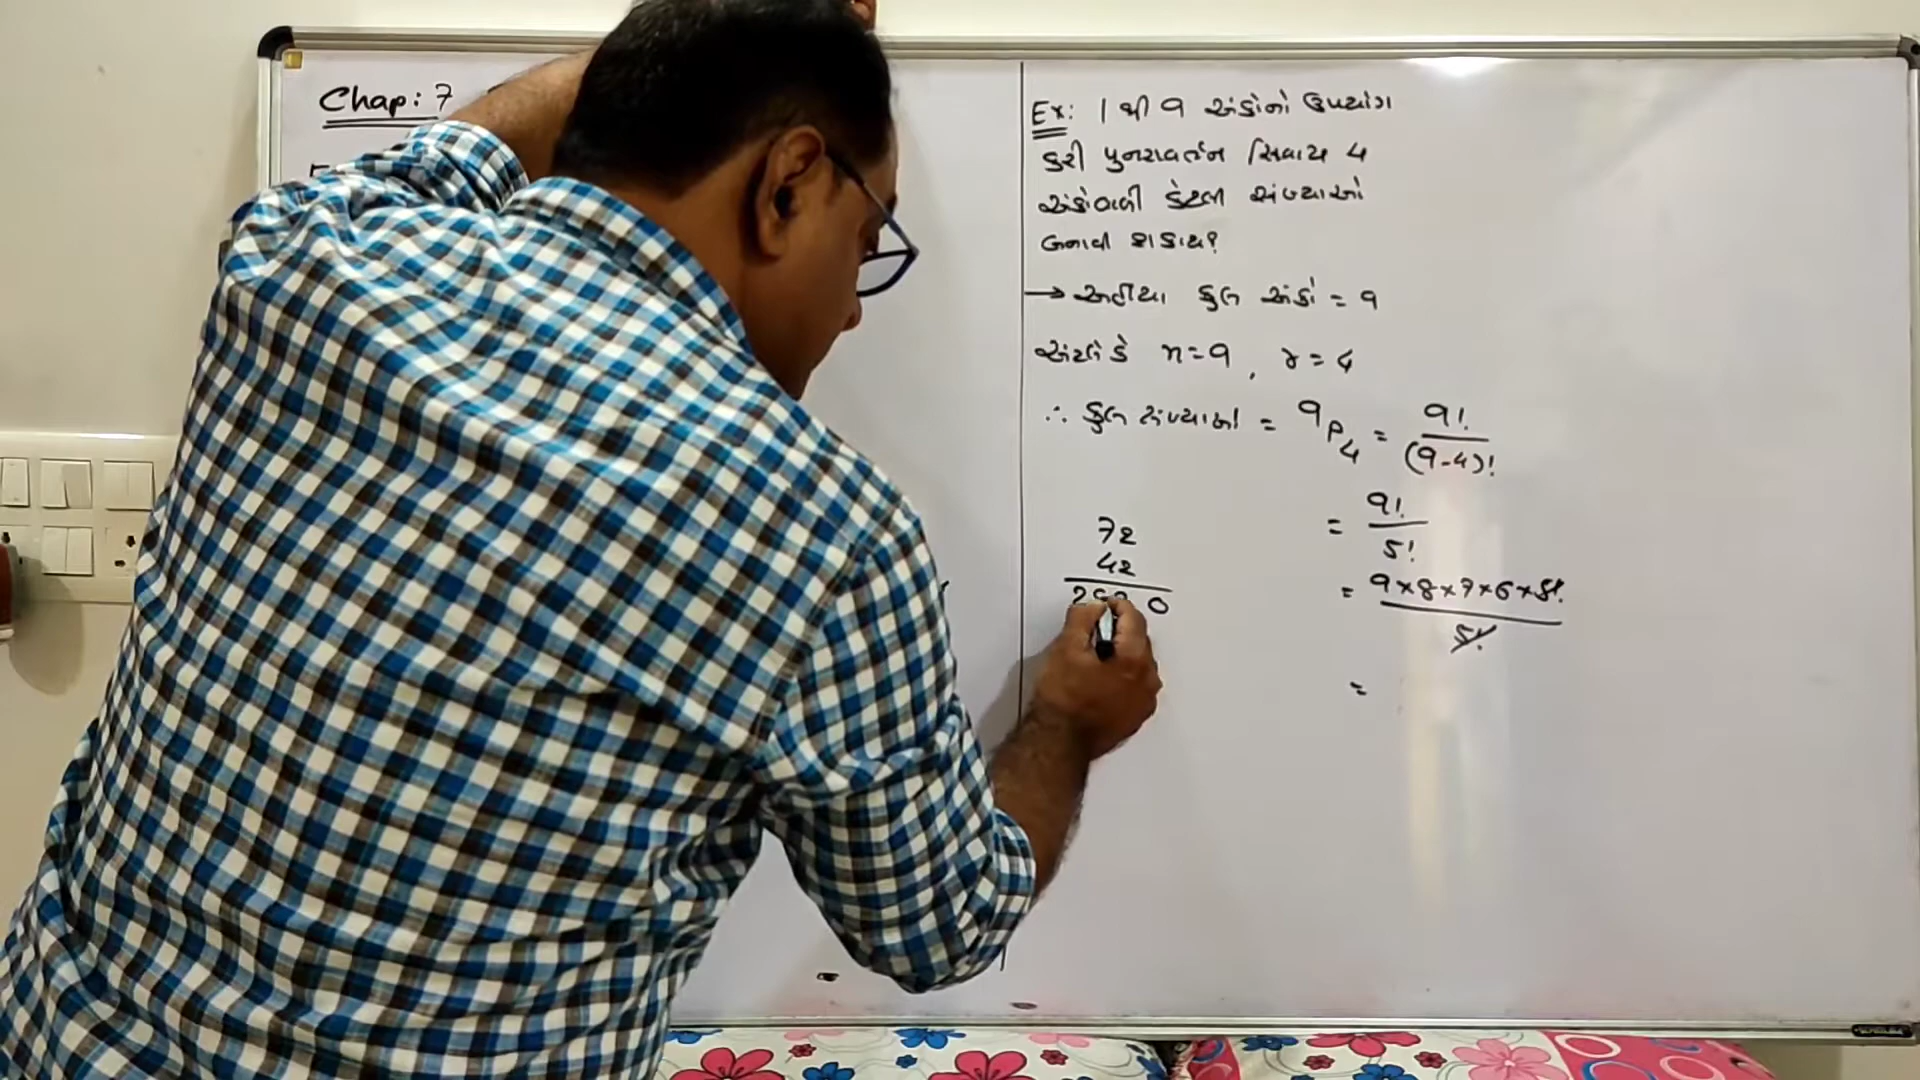 Chap: 7
Ex: 1 થી 9 અંકોનો ઉપયોગ
કરી પુનરાવર્તન સિવાય 4
અંકોવાળી કેટલી સંખ્યાઓ
બનાવી શકાય?
→ અહીંયા કુલ અંકો = 9
એટલે કે n=9, r=4
∴ કુલ સંખ્યાઓ = 9P4 = 9! / (9-4)!
= 9! / 5!
= 9×8×7×6×5! / 5!
=
72
42